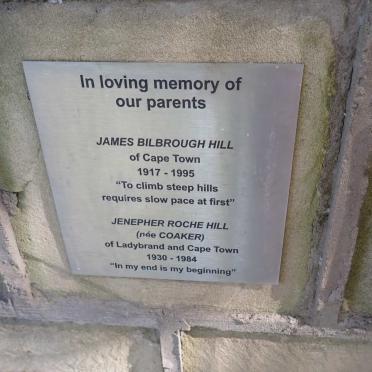 In loving memory of
our parents
JAMES BILBROUGH HILL
of Cape Town
1917 - 1995
"To climb steep hills
requires slow pace at first"
JENEPHER ROCHE HILL
(née COAKER)
of Ladybrand and Cape Town
1930 - 1984
"In my end is my beginning"